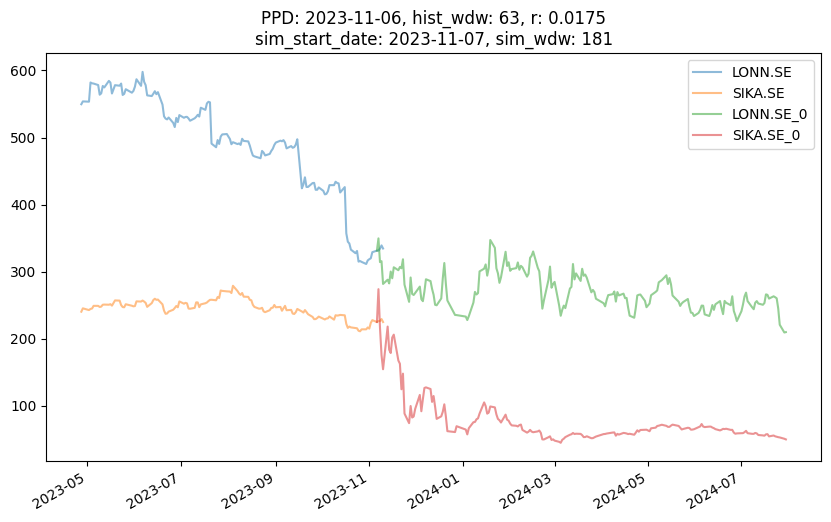 PPD: 2023-11-06, hist_wdw: 63, r: 0.0175
sim_start_date: 2023-11-07, sim_wdw: 181
LONN.SE
SIKA.SE
LONN.SE_0
SIKA.SE_0
600
500
400
300
200
100
2023-05
2023-07
2023-09
2023-11
2024-01
2024-03
2024-05
2024-07